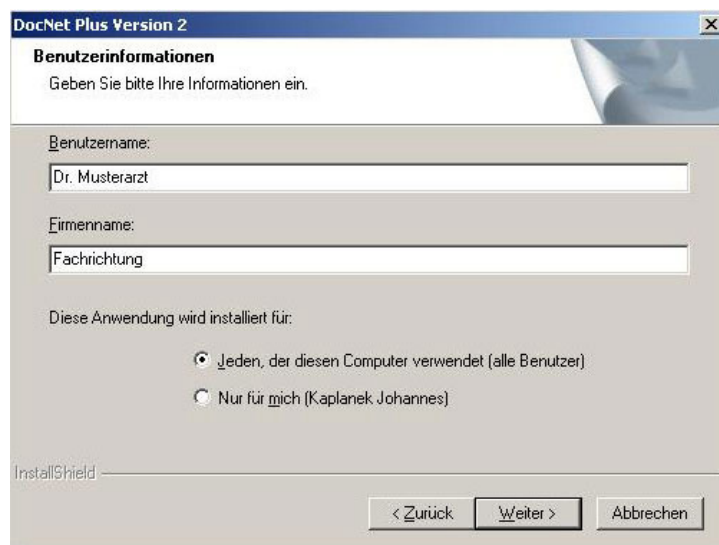 DocNet Plus Version 2
Benutzerinformationen
Geben Sie bitte Ihre Informationen ein.
Benutzername:
Dr. Musterarzt
Firmenname:
Fachrichtung
Diese Anwendung wird installiert für:
Jeden, der diesen Computer verwendet (alle Benutzer)
Nur für mich (Kaplanek Johannes)
InstallShield
< Zurück Weiter > Abbrechen